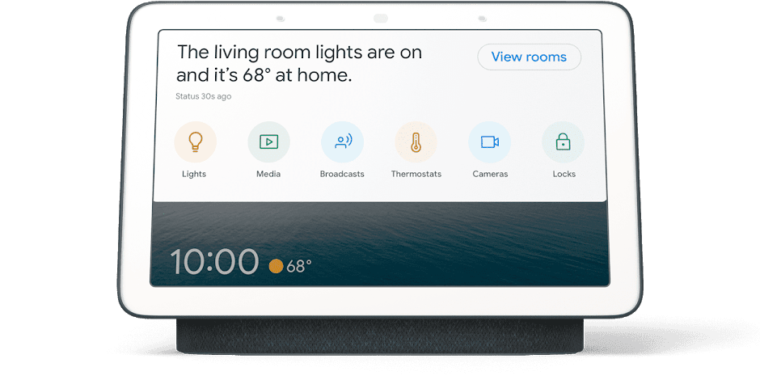 The living room lights are on
and it's 68° at home.
View rooms
Status 30s ago
Lights
Media
Broadcasts
Thermostats
Cameras
Locks
10:00
68°